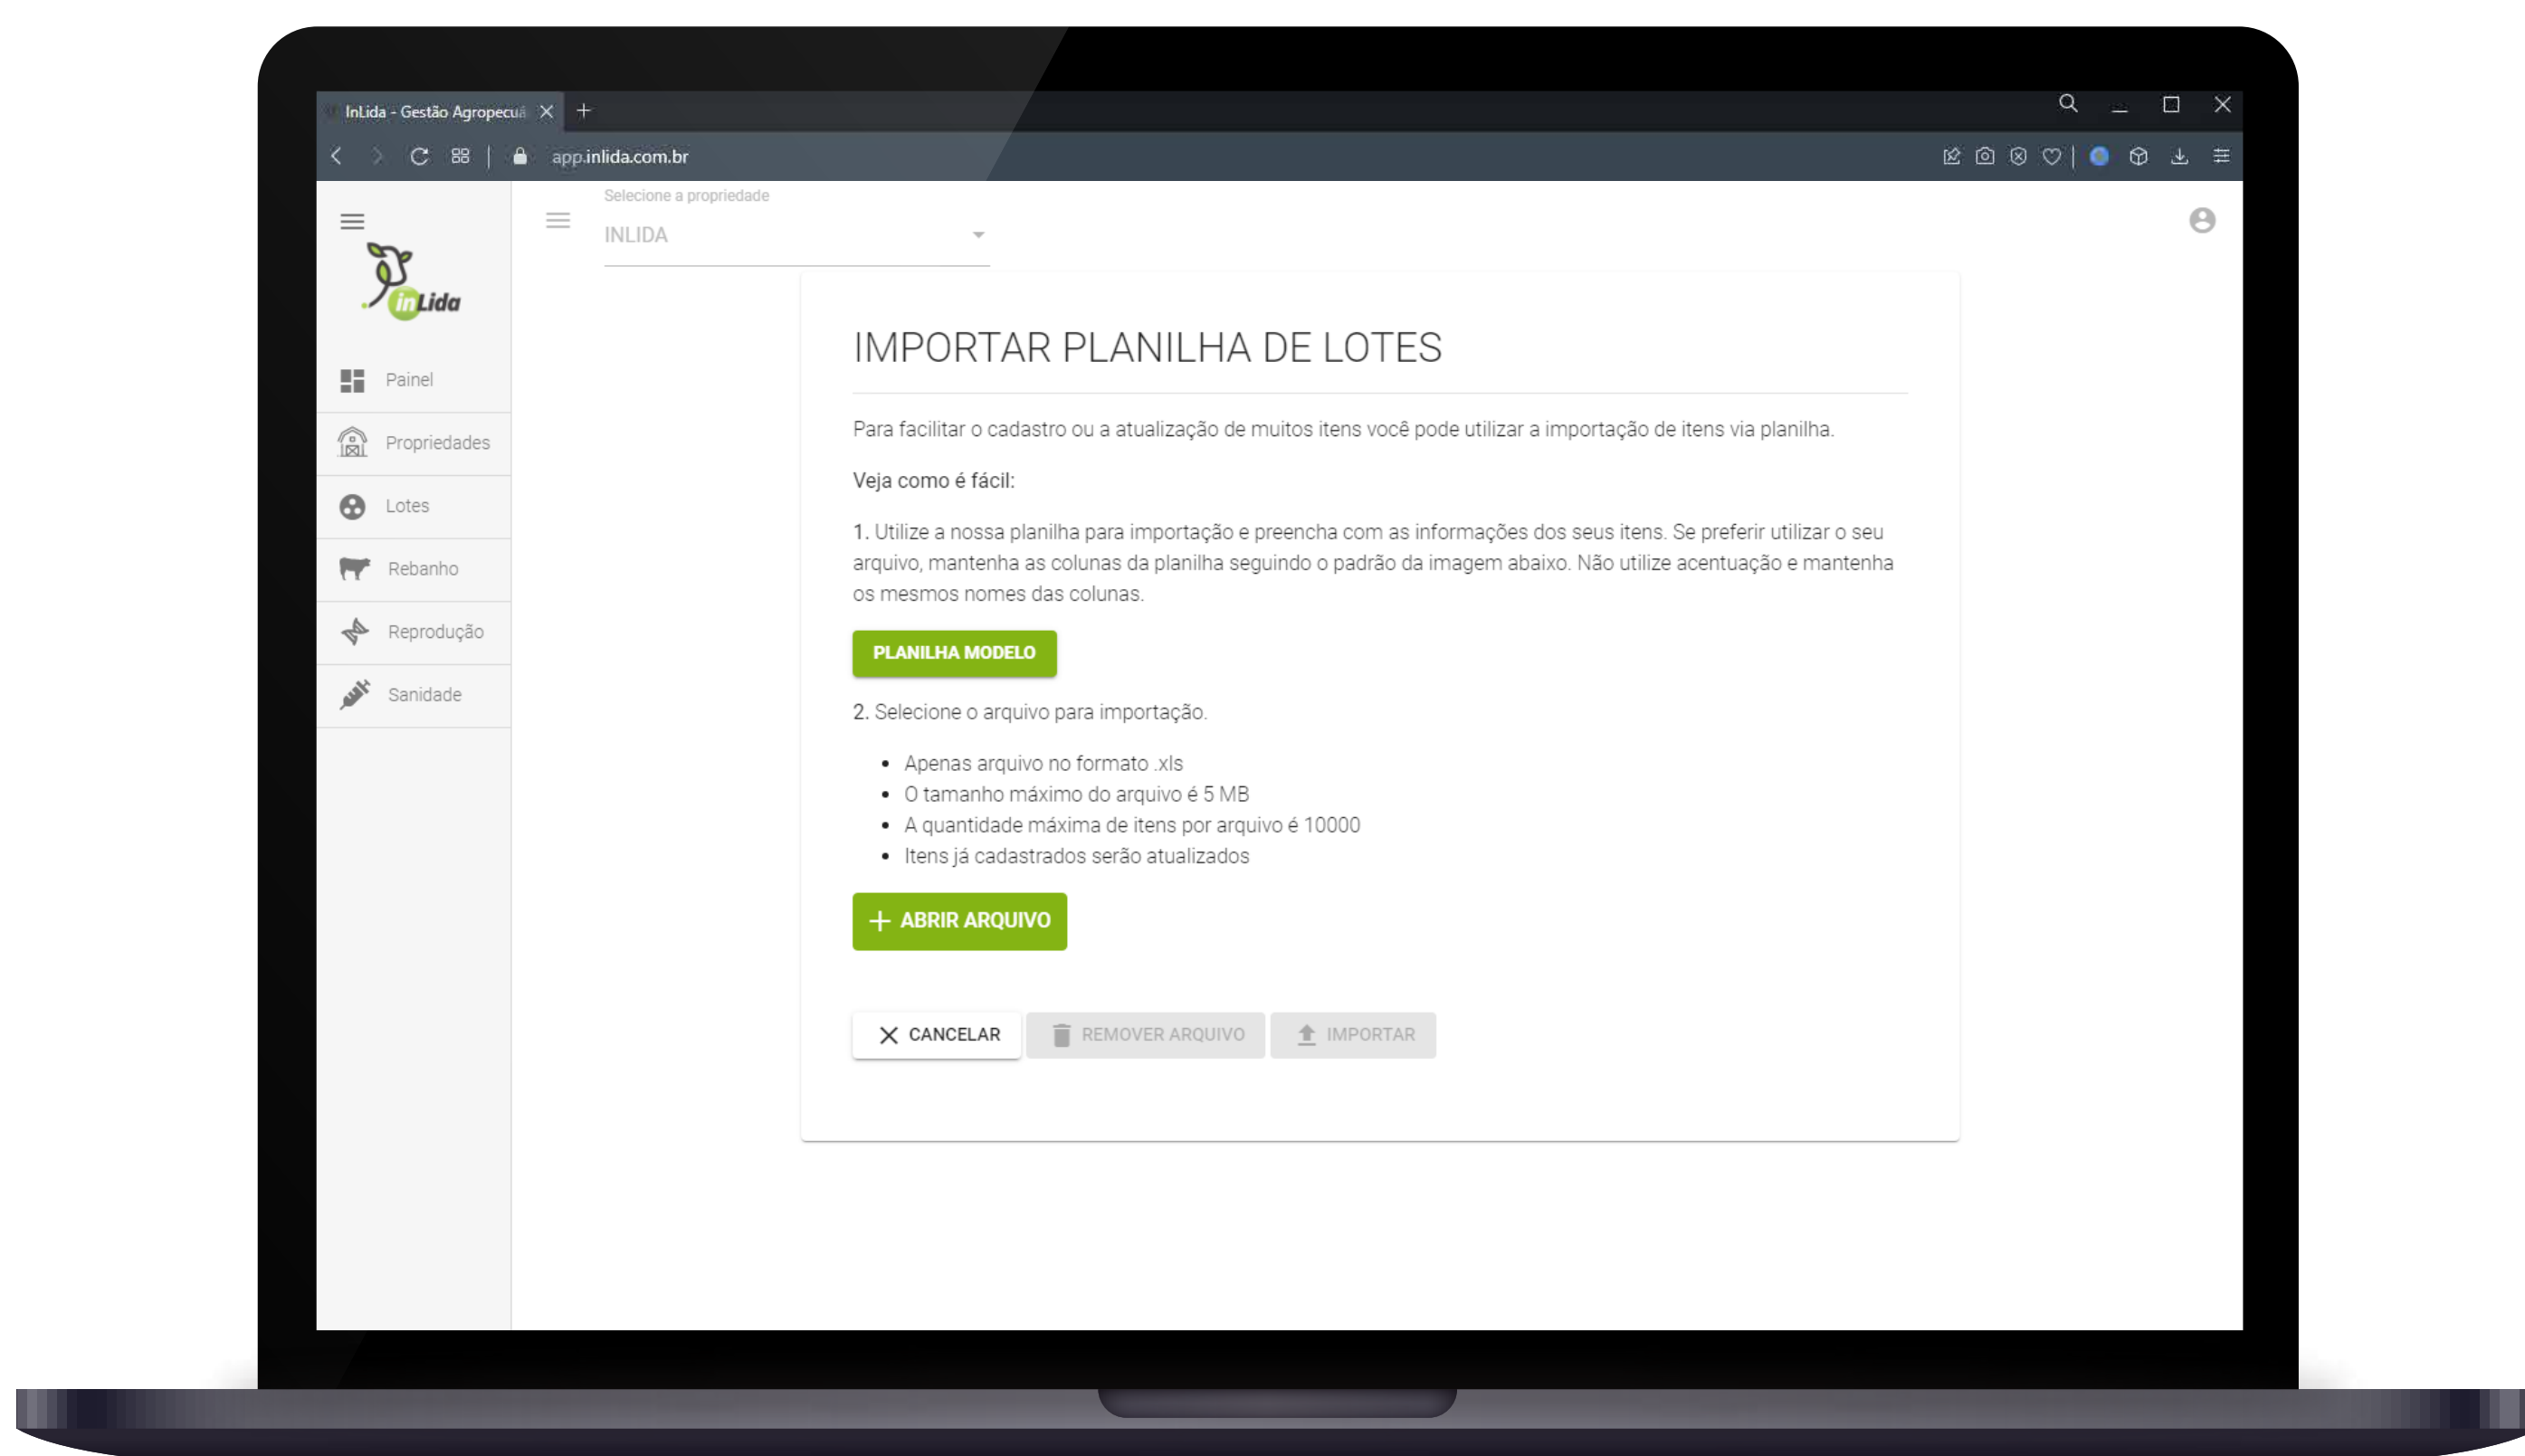 InLida - Gestão Agropecuá
app.inlida.com.br
Selecione a propriedade
INLIDA
inLida
Painel
Propriedades
Lotes
Rebanho
Reprodução
Sanidade
IMPORTAR PLANILHA DE LOTES
Para facilitar o cadastro ou a atualização de muitos itens você pode utilizar a importação de itens via planilha.
Veja como é fácil:
1. Utilize a nossa planilha para importação e preencha com as informações dos seus itens. Se preferir utilizar o seu
arquivo, mantenha as colunas da planilha seguindo o padrão da imagem abaixo. Não utilize acentuação e mantenha
os mesmos nomes das colunas.
PLANILHA MODELO
2. Selecione o arquivo para importação.
• Apenas arquivo no formato .xls
• O tamanho máximo do arquivo é 5 MB
• A quantidade máxima de itens por arquivo é 10000
• Itens já cadastrados serão atualizados
+ ABRIR ARQUIVO
CANCELAR REMOVER ARQUIVO IMPORTAR